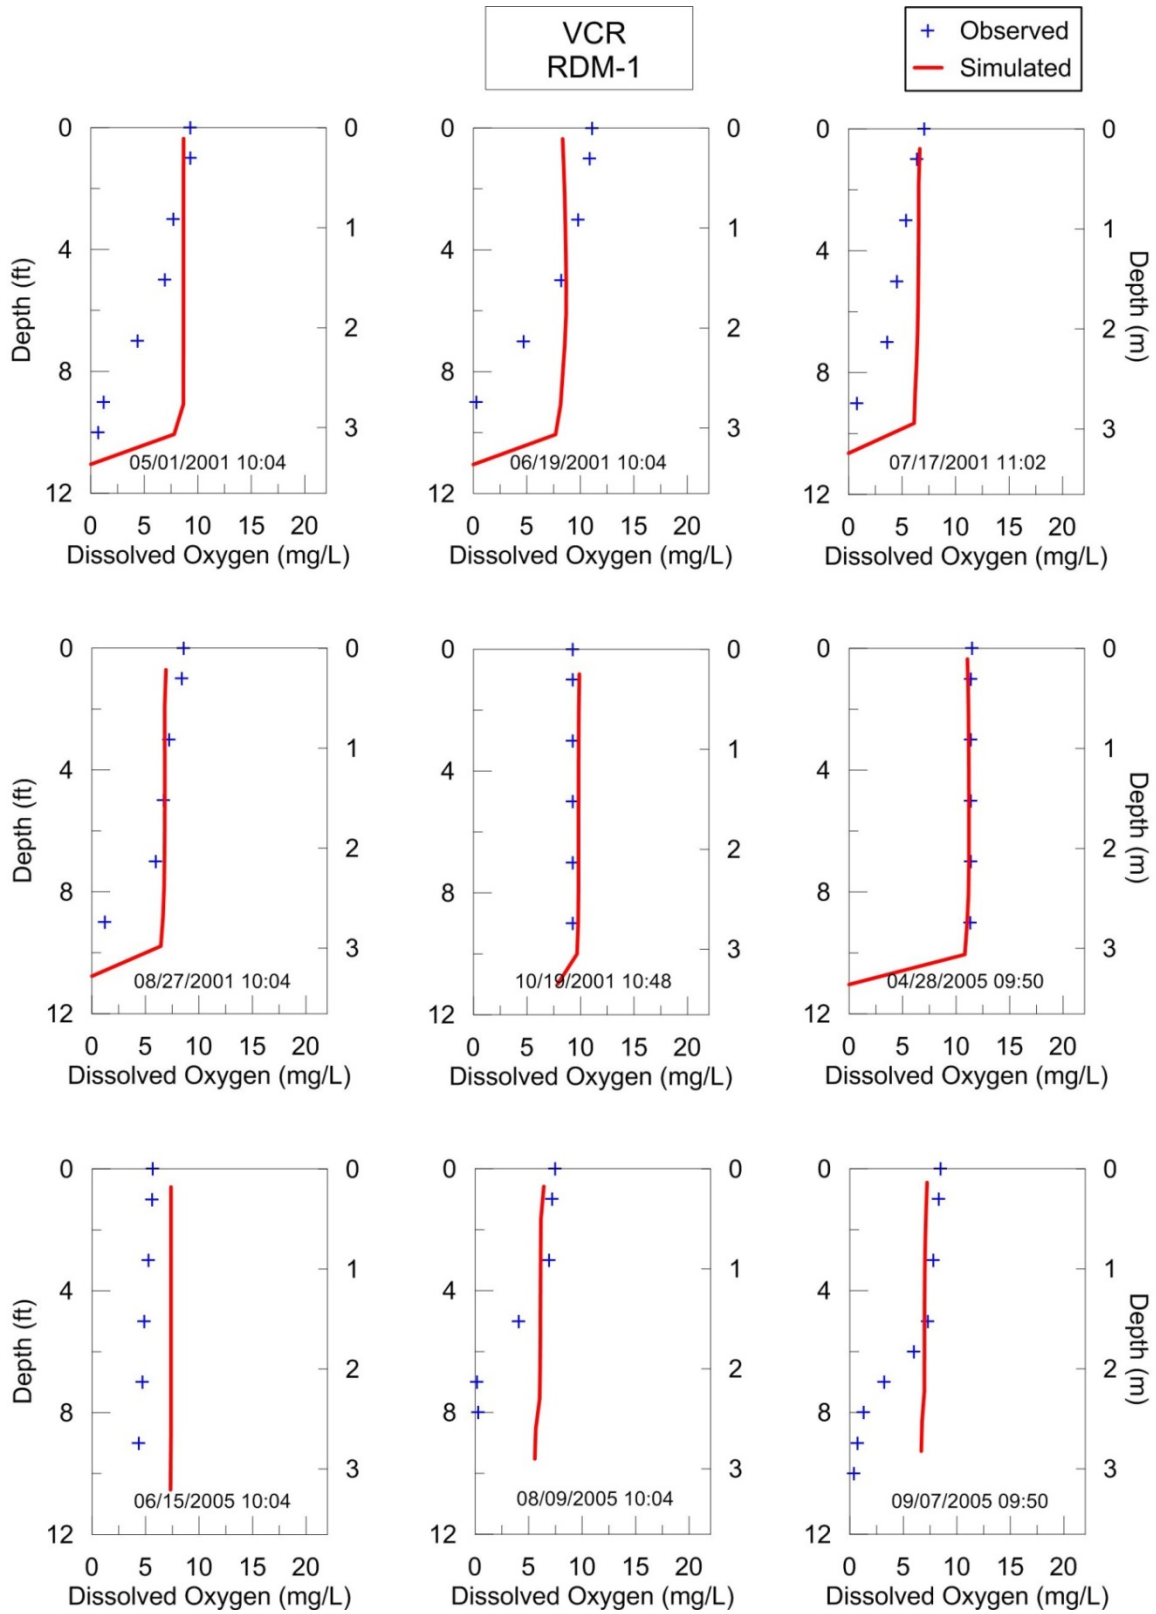 VCR
RDM-1
Observed
Simulated
0 0 0 0 0 0
1 1 1
4 4 4
2 2 2
8 8 8
3 3 3
12 12 12
Depth (ft)
Depth (m)
05/01/2001 10:04
06/19/2001 10:04
07/17/2001 11:02
0 5 10 15 20
0 5 10 15 20
0 5 10 15 20
Dissolved Oxygen (mg/L)
Dissolved Oxygen (mg/L)
Dissolved Oxygen (mg/L)
0 0 0 0 0 0
1 1 1
4 4 4
2 2 2
8 8 8
3 3 3
12 12 12
Depth (ft)
Depth (m)
08/27/2001 10:04
10/19/2001 10:48
04/28/2005 09:50
0 5 10 15 20
0 5 10 15 20
0 5 10 15 20
Dissolved Oxygen (mg/L)
Dissolved Oxygen (mg/L)
Dissolved Oxygen (mg/L)
0 0 0 0 0 0
1 1 1
4 4 4
2 2 2
8 8 8
3 3 3
12 12 12
Depth (ft)
Depth (m)
06/15/2005 10:04
08/09/2005 10:04
09/07/2005 09:50
0 5 10 15 20
0 5 10 15 20
0 5 10 15 20
Dissolved Oxygen (mg/L)
Dissolved Oxygen (mg/L)
Dissolved Oxygen (mg/L)